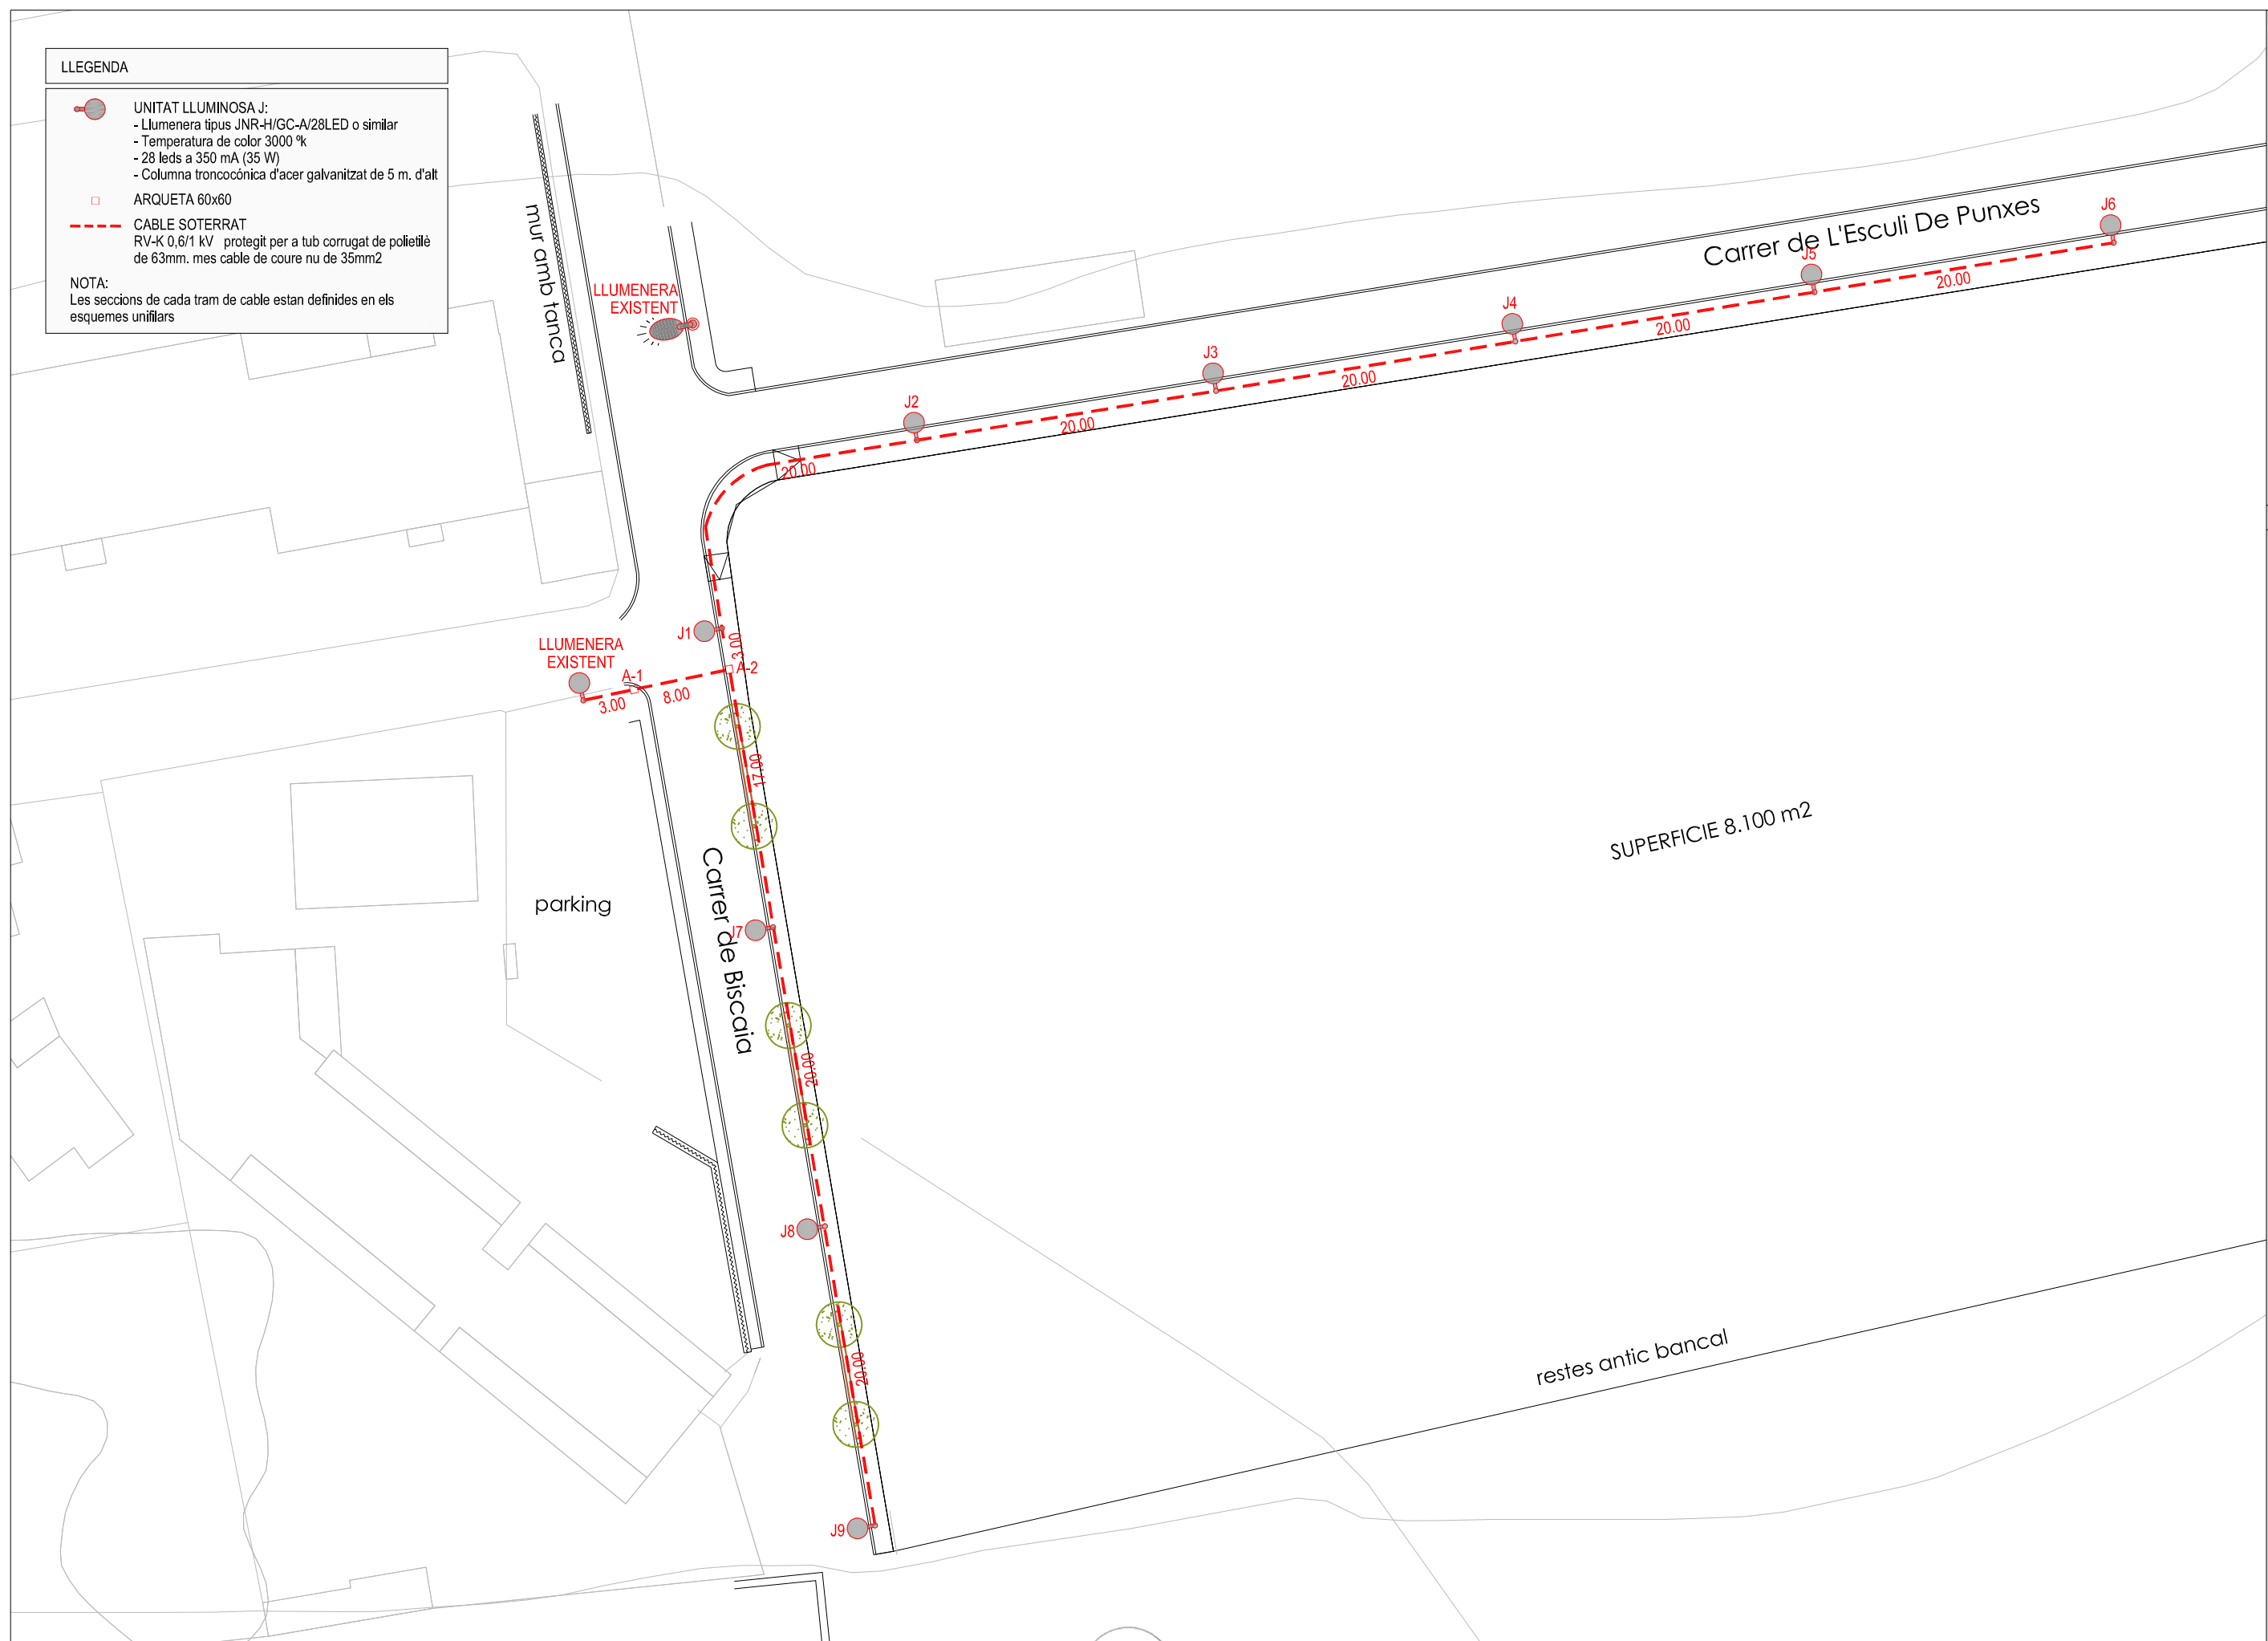 LLEGENDA
UNITAT LLUMINOSA J:
- Llumenera tipus JNR-H/GC-A/28LED o similar
- Temperatura de color 3000 ºk
- 28 leds a 350 mA (35 W)
- Columna troncocónica d'acer galvanitzat de 5 m. d'alt
ARQUETA 60x60
CABLE SOTERRAT
RV-K 0,6/1 kV protegit per a tub corrugat de polietilè
de 63mm. mes cable de coure nu de 35mm2
NOTA:
Les seccions de cada tram de cable estan definides en els
esquemes unifilars
mur amb tanca
LLUMENERA
EXISTENT
Carrer de L'Esculi De Punxes
J6
J5
20.00
J4
20.00
J3
20.00
J2
20.00
20.00
J1
3.00
LLUMENERA
EXISTENT
A-1
A-2
3.00
8.00
17.00
SUPERFICIE 8.100 m2
parking
Carrer de Biscaia
J7
20.00
J8
restes antic bancal
20.00
J9